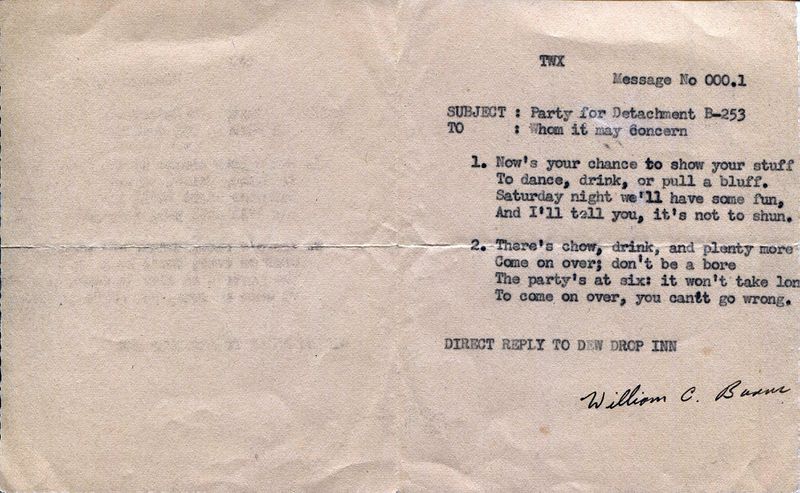 TWX
Message No 000.1
SUBJECT : Party for Detachment B-253
TO : Whom it may Concern
1. Now's your chance to show your stuff
To dance, drink, or pull a bluff.
Saturday night we'll have some fun,
And I'll tell you, it's not to shun.
2. There's chow, drink, and plenty more
Come on over; don't be a bore
The party's at six: it won't take lon
To come on over, you can't go wrong.
DIRECT REPLY TO DEW DROP INN
William C.